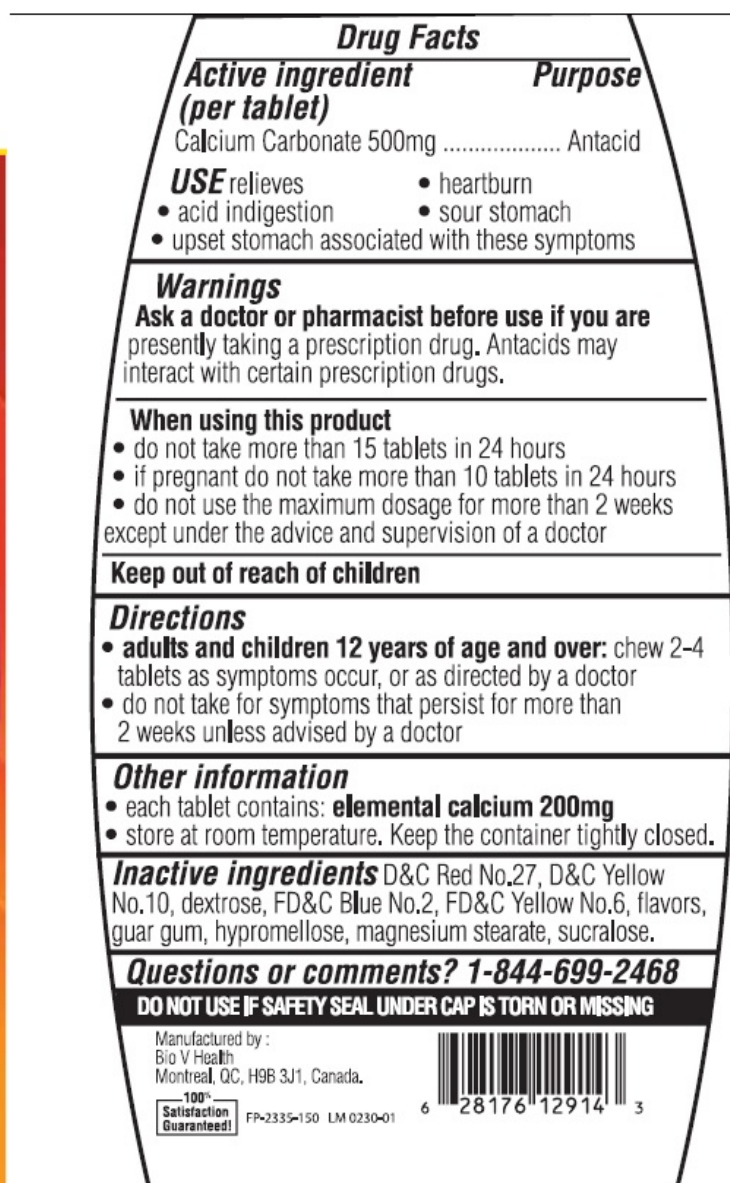 Drug Facts
Active ingredient Purpose
(per tablet)
Calcium Carbonate 500mg ................... Antacid
USE relieves • heartburn
• acid indigestion • sour stomach
• upset stomach associated with these symptoms
Warnings
Ask a doctor or pharmacist before use if you are
presently taking a prescription drug. Antacids may
interact with certain prescription drugs.
When using this product
• do not take more than 15 tablets in 24 hours
• if pregnant do not take more than 10 tablets in 24 hours
• do not use the maximum dosage for more than 2 weeks
except under the advice and supervision of a doctor
Keep out of reach of children
Directions
• adults and children 12 years of age and over: chew 2-4
tablets as symptoms occur, or as directed by a doctor
• do not take for symptoms that persist for more than
2 weeks unless advised by a doctor
Other information
• each tablet contains: elemental calcium 200mg
• store at room temperature. Keep the container tightly closed.
Inactive ingredients D&C Red No.27, D&C Yellow
No.10, dextrose, FD&C Blue No.2, FD&C Yellow No.6, flavors,
guar gum, hypromellose, magnesium stearate, sucralose.
Questions or comments? 1-844-699-2468
DO NOT USE IF SAFETY SEAL UNDER CAP IS TORN OR MISSING
Manufactured by :
Bio V Health
Montreal, QC, H9B 3J1, Canada.
100%
Satisfaction
Guaranteed!
FP-2335-150 LM 0230-01
6 28176 12914 3